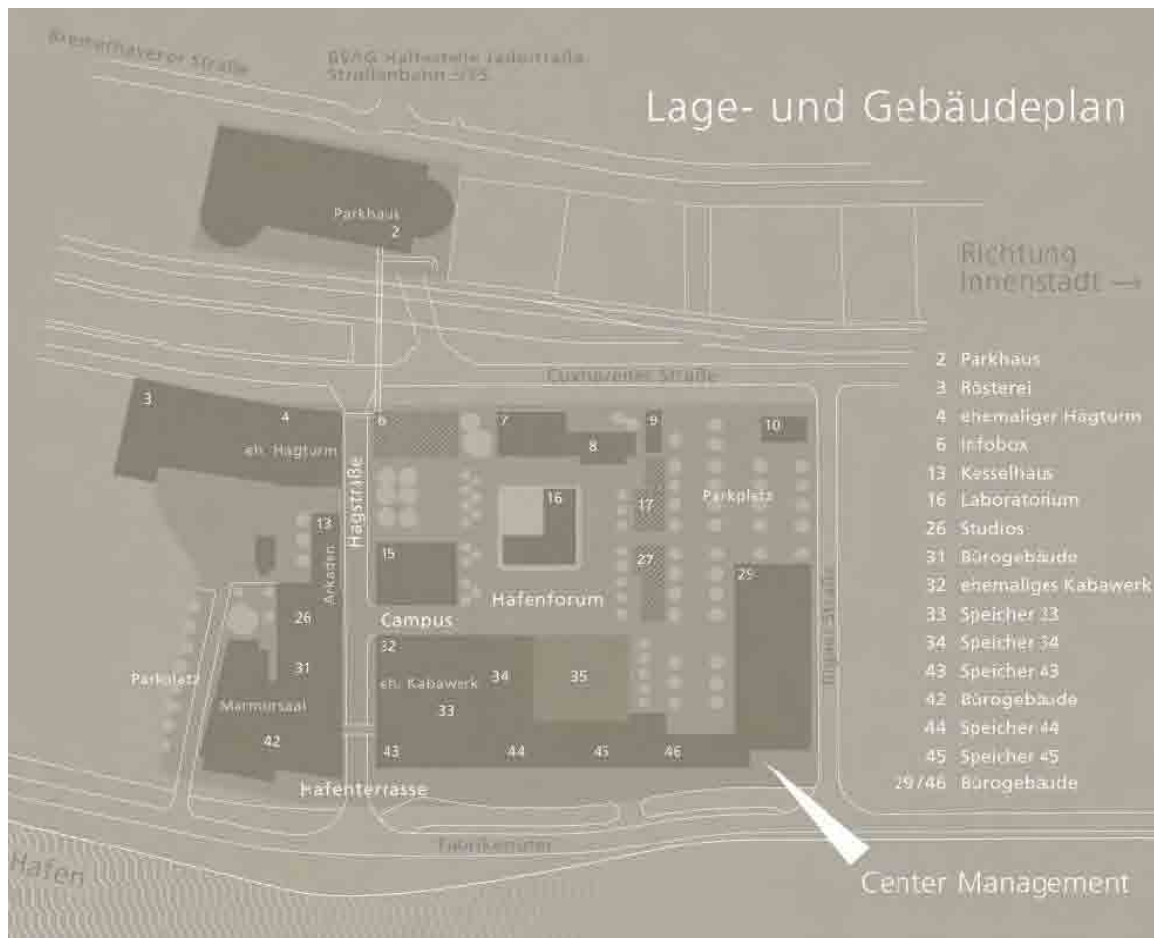 Bremerhavener Straße
BSAG Haltestelle Jadestraße
Straßenbahn 3/25
Lage- und Gebäudeplan
Parkhaus
2
Richtung
Innenstadt →
Cuxhavener Straße
3
4
eh. Hagturm
6
7
8
9
10
Hagstraße
13
Arkaden
15
16
17
Parkplatz
27
29
Hafenforum
Campus
26
31
Parkplatz
Marmorsaal
42
32
eh. Kabawerk
33
34
35
43
44
45
46
Hafenterrasse
Fabrikenufer
Hafen
Straße
Center Management
2 Parkhaus
3 Rösterei
4 ehemaliger Hagturm
6 Infobox
13 Kesselhaus
16 Laboratorium
26 Studios
31 Bürogebäude
32 ehemaliges Kabawerk
33 Speicher 33
34 Speicher 34
43 Speicher 43
42 Bürogebäude
44 Speicher 44
45 Speicher 45
29/46 Bürogebäude